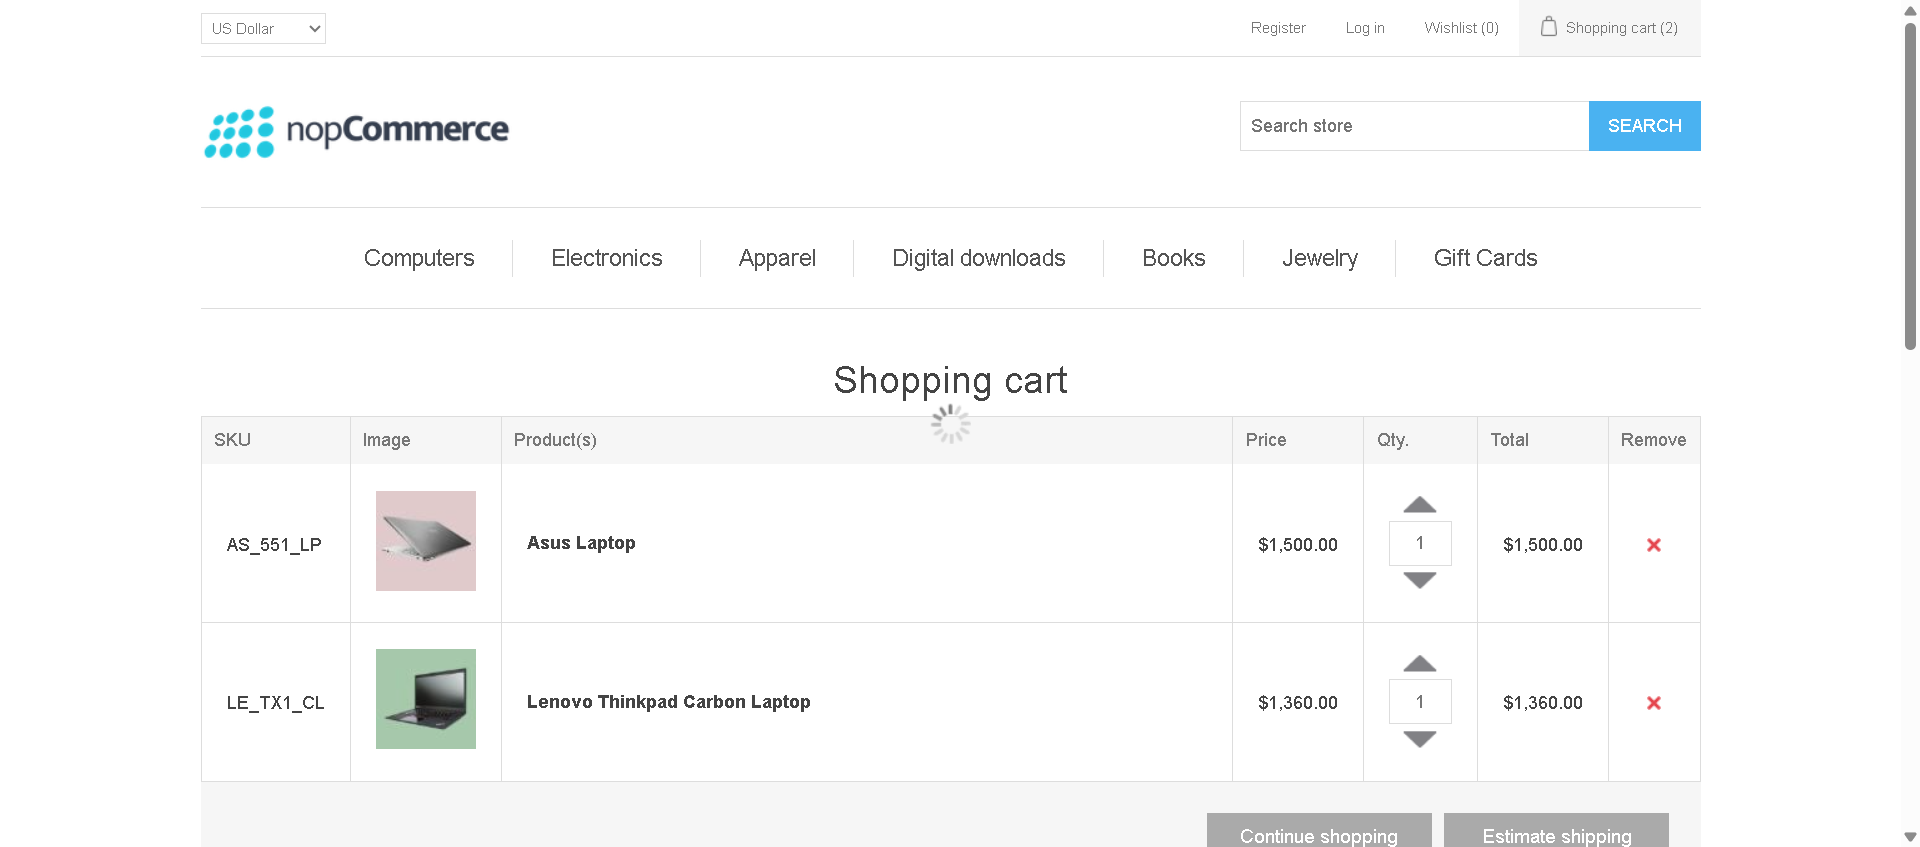 US Dollar
Register
Log in
Wishlist (0)
Shopping cart (2)
nopCommerce
Search store
SEARCH
Computers
Electronics
Apparel
Digital downloads
Books
Jewelry
Gift Cards
Shopping cart
SKU Image Product(s) Price Qty. Total Remove
AS_551_LP Asus Laptop $1,500.00 1 $1,500.00
LE_TX1_CL Lenovo Thinkpad Carbon Laptop $1,360.00 1 $1,360.00
Continue shopping
Estimate shipping